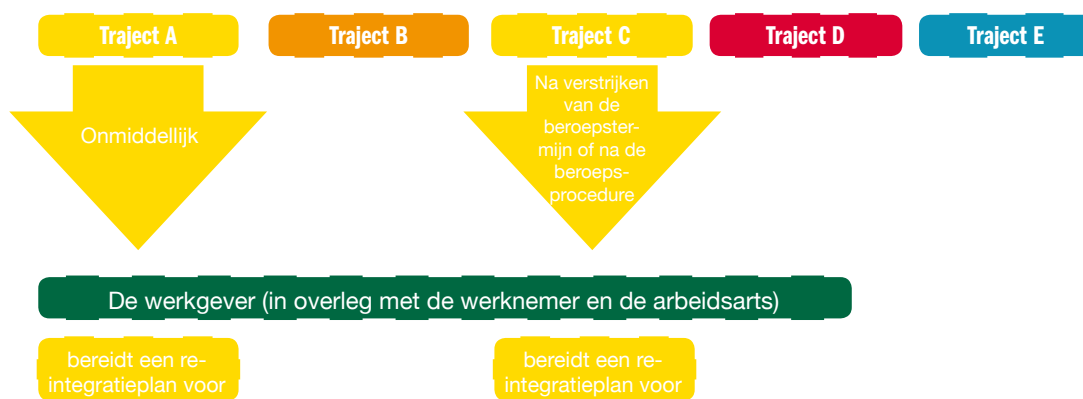 Traject A
Traject B
Traject C
Traject D
Traject E
Onmiddellijk
Na verstrijken
van de
beroepster-
mijn of na de
beroeps-
procedure
De werkgever (in overleg met de werknemer en de arbeidsarts)
bereidt een re-
integratieplan voor
bereidt een re-
integratieplan voor